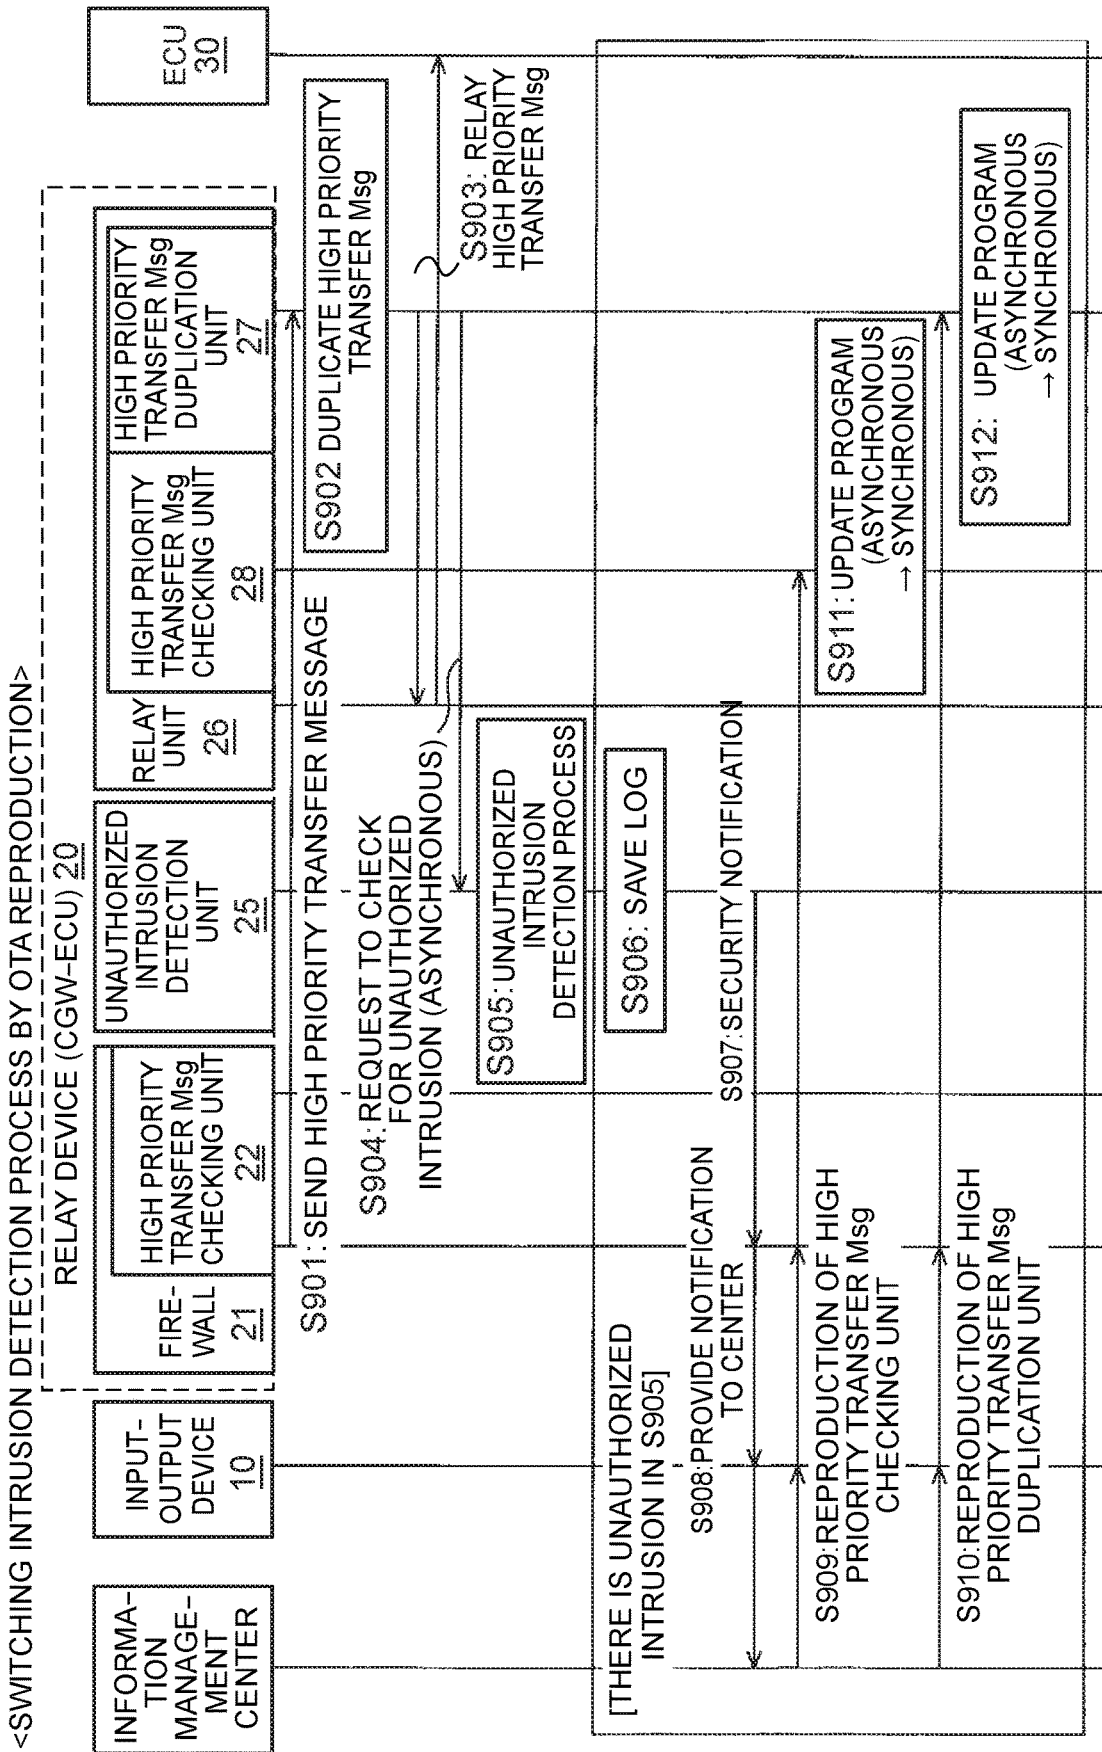 <SWITCHING INTRUSION DETECTION PROCESS BY OTA REPRODUCTION>
RELAY DEVICE (CGW-ECU) 20
INFORMA-
TION
MANAGE-
MENT
CENTER
INPUT-
OUTPUT
DEVICE
10
FIRE-
WALL
21
HIGH PRIORITY
TRANSFER Msg
CHECKING UNIT
22
UNAUTHORIZED
INTRUSION
DETECTION
UNIT
25
RELAY
UNIT
26
HIGH PRIORITY
TRANSFER Msg
CHECKING UNIT
28
HIGH PRIORITY
TRANSFER Msg
DUPLICATION
UNIT
27
ECU
30
S901: SEND HIGH PRIORITY TRANSFER MESSAGE
S902 DUPLICATE HIGH PRIORITY
TRANSFER Msg
S903: RELAY
HIGH PRIORITY
TRANSFER Msg
S904: REQUEST TO CHECK
FOR UNAUTHORIZED
INTRUSION (ASYNCHRONOUS)
S905: UNAUTHORIZED
INTRUSION
DETECTION PROCESS
[THERE IS UNAUTHORIZED
INTRUSION IN S905]
S906: SAVE LOG
S907:SECURITY NOTIFICATION
S908:PROVIDE NOTIFICATION
TO CENTER
S909:REPRODUCTION OF HIGH
PRIORITY TRANSFER Msg
CHECKING UNIT
S911: UPDATE PROGRAM
(ASYNCHRONOUS
→ SYNCHRONOUS)
S910:REPRODUCTION OF HIGH
PRIORITY TRANSFER Msg
DUPLICATION UNIT
S912: UPDATE PROGRAM
(ASYNCHRONOUS
→ SYNCHRONOUS)